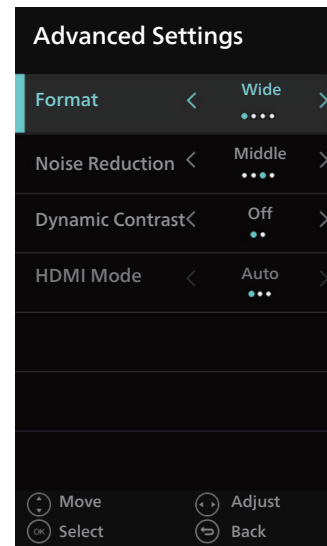 Advanced Settings
Format < Wide >
Noise Reduction < Middle >
Dynamic Contrast < Off >
HDMI Mode < Auto >
Move Adjust
OK Select Back